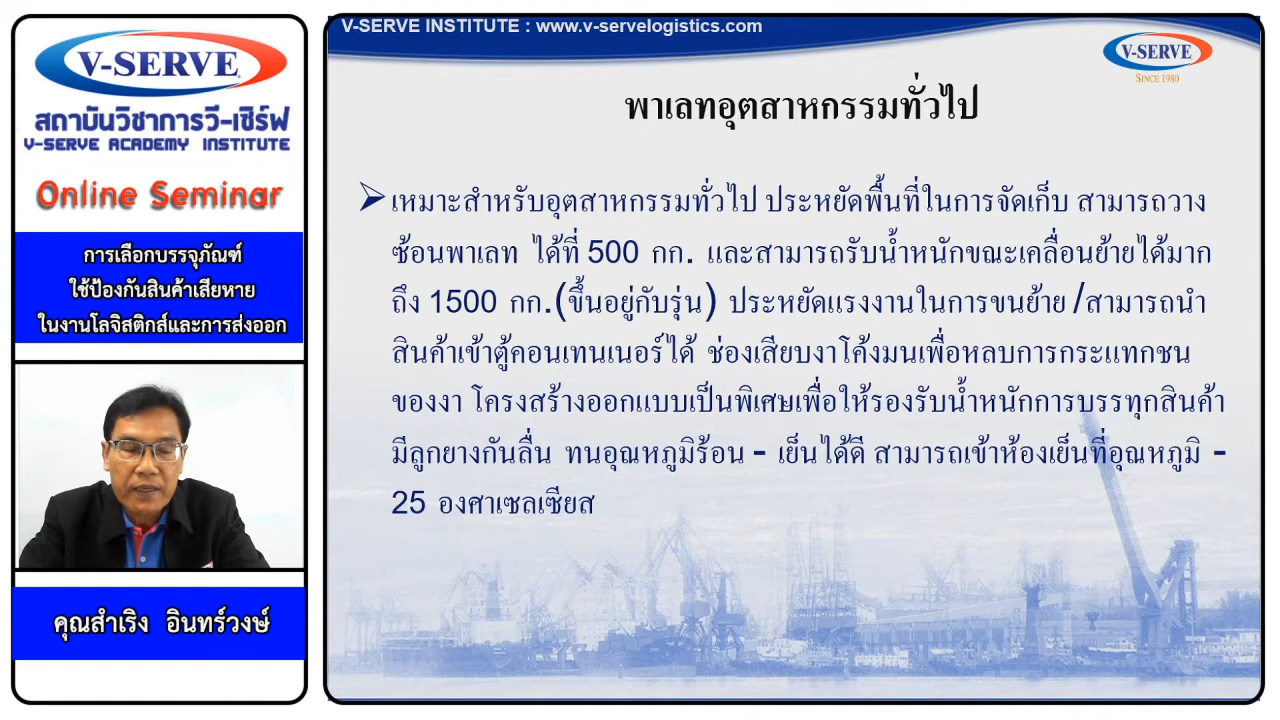 V-SERVE
สถาบันวิชาการวี-เซิร์ฟ
V-SERVE ACADEMY INSTITUTE
Online Seminar
การเลือกบรรจุภัณฑ์
ใช้ป้องกันสินค้าเสียหาย
ในงานโลจิสติกส์และการส่งออก
คุณสำเริง อินทร์วงษ์
V-SERVE INSTITUTE : www.v-servelogistics.com
V-SERVE
SINCE 1980
พาเลทอุตสาหกรรมทั่วไป
เหมาะสำหรับอุตสาหกรรมทั่วไป ประหยัดพื้นที่ในการจัดเก็บ สามารถวาง
ซ้อนพาเลท ได้ที่ 500 กก. และสามารถรับน้ำหนักขณะเคลื่อนย้ายได้มาก
ถึง 1500 กก.(ขึ้นอยู่กับรุ่น) ประหยัดแรงงานในการขนย้าย /สามารถนำ
สินค้าเข้าตู้คอนเทนเนอร์ได้ ช่องเสียบงาโค้งมนเพื่อหลบการกระแทกชน
ของงา โครงสร้างออกแบบเป็นพิเศษเพื่อให้รองรับน้ำหนักการบรรทุกสินค้า
มีลูกยางกันลื่น ทนอุณหภูมิร้อน - เย็นได้ดี สามารถเข้าห้องเย็นที่อุณหภูมิ -
25 องศาเซลเซียส